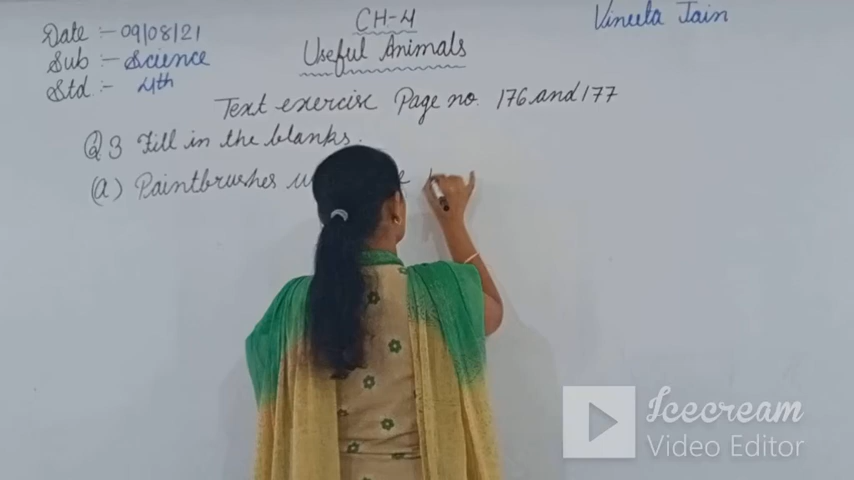 Date :- 09/08/21
CH-4
Vineeta Jain
Sub :- Science
Useful Animals
Std :- 4th
Text exercise Page no. 176 and 177
Q 3 Fill in the blanks.
(a) Paintbrushes
Icecream
Video Editor